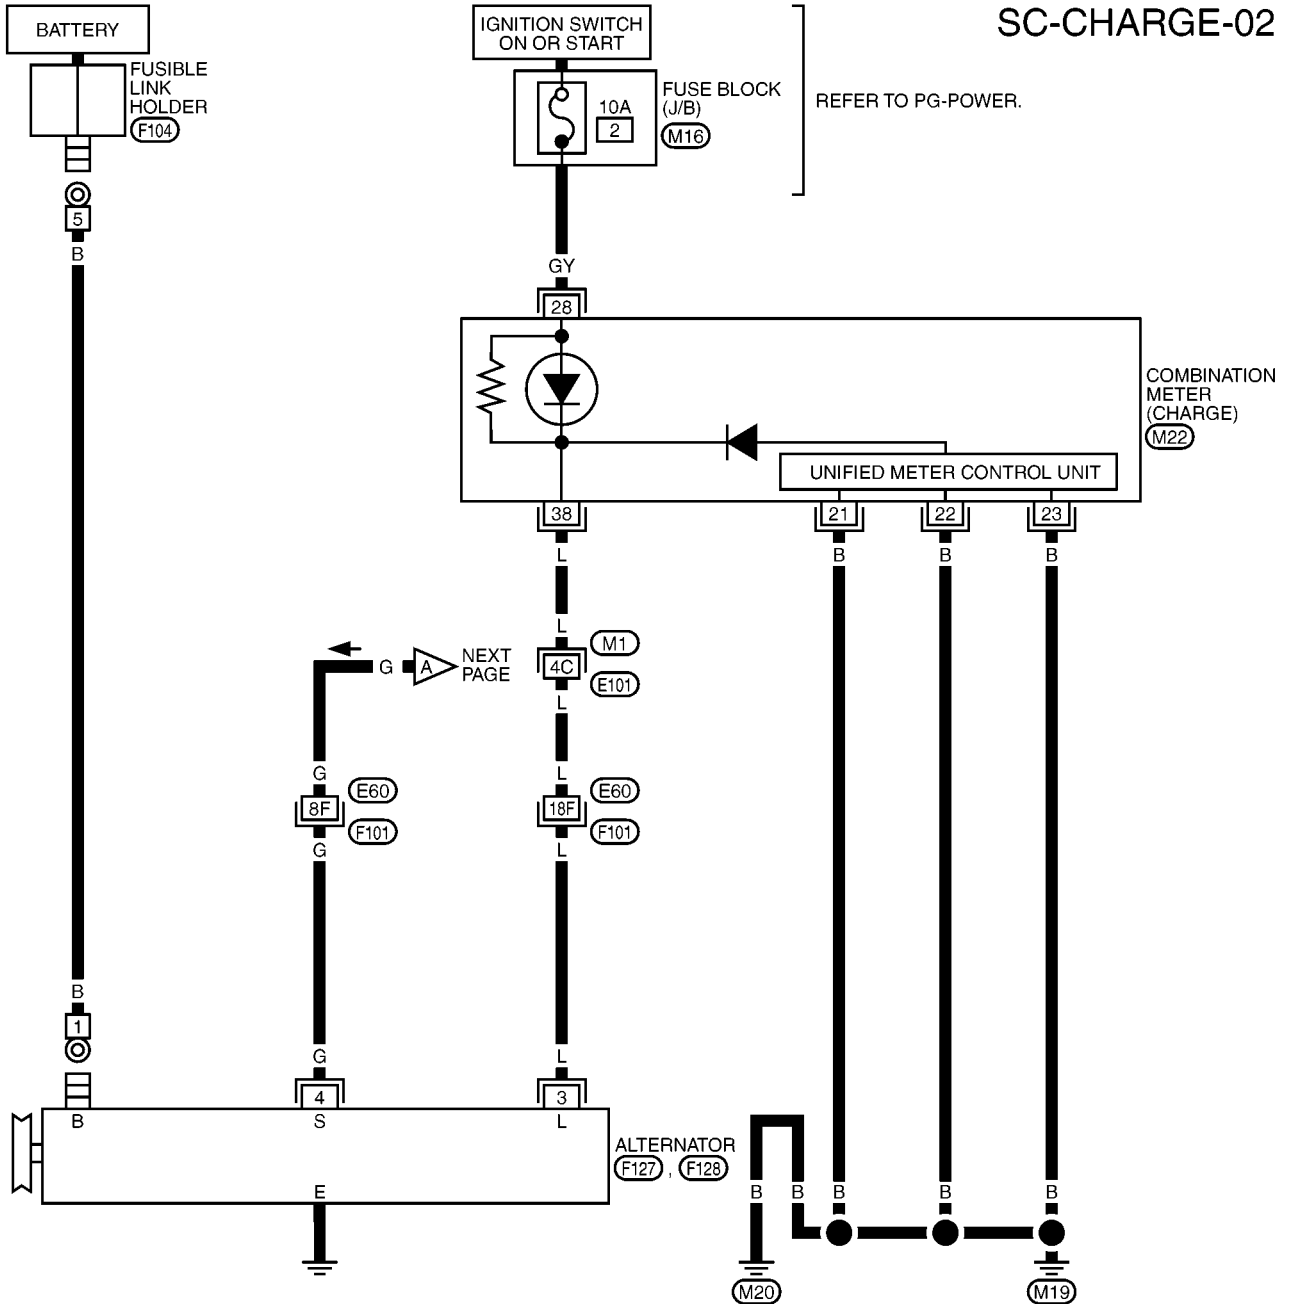 SC-CHARGE-02
BATTERY
FUSIBLE
LINK
HOLDER
F104
5
B
B
1
IGNITION SWITCH
ON OR START
10A
2
FUSE BLOCK
(J/B)
M16
REFER TO PG-POWER.
GY
28
COMBINATION
METER
(CHARGE)
M22
UNIFIED METER CONTROL UNIT
38
21
22
23
L
B
B
B
L
M1
4C
E101
G
A
NEXT
PAGE
L
G
L
8F
E60
F101
18F
E60
F101
G
L
G
L
4
3
B
S
L
E
ALTERNATOR
F127 , F128
B
B
B
B
B
M20
M19